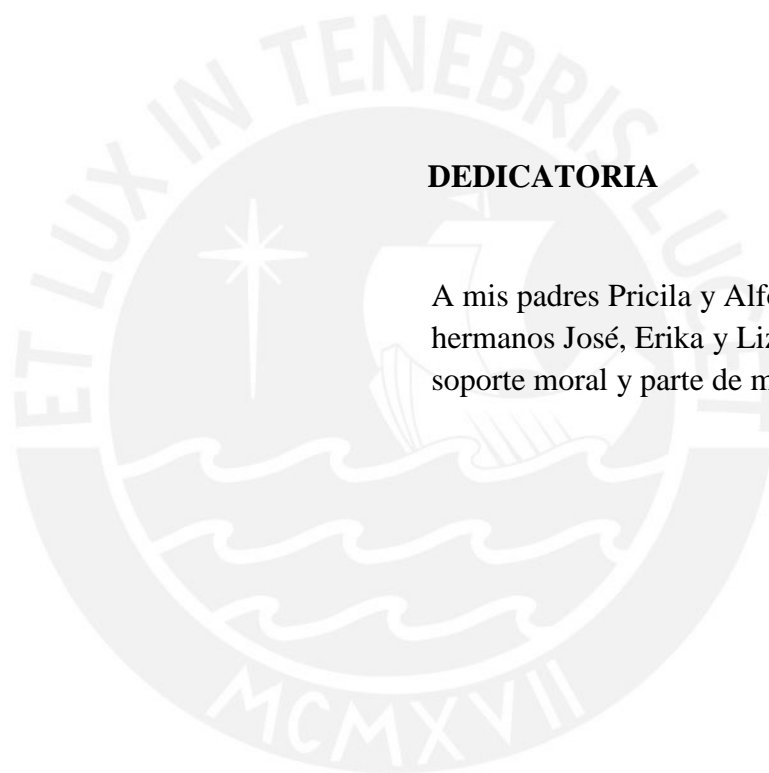 ET LUX IN TENEBRIS LUCET
DEDICATORIA
A mis padres Pricila y
hermanos José, Erika y
soporte moral y parte de
MCMXVII